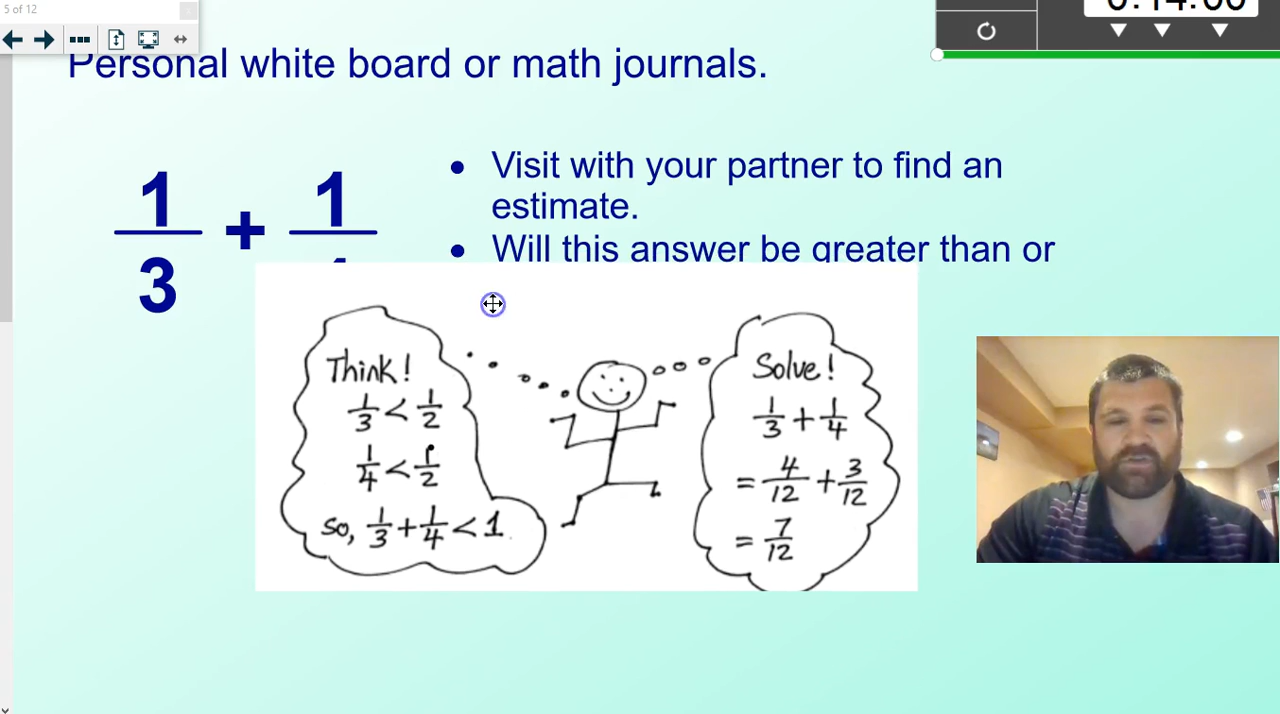 5 of 12
Personal white board or math journals.
1/3 + 1/
• Visit with your partner to find an
estimate.
• Will this answer be greater than or
Think!
1/3 < 1/2
1/4 < 1/2
so, 1/3 + 1/4 < 1
Solve!
1/3 + 1/4
= 4/12 + 3/12
= 7/12